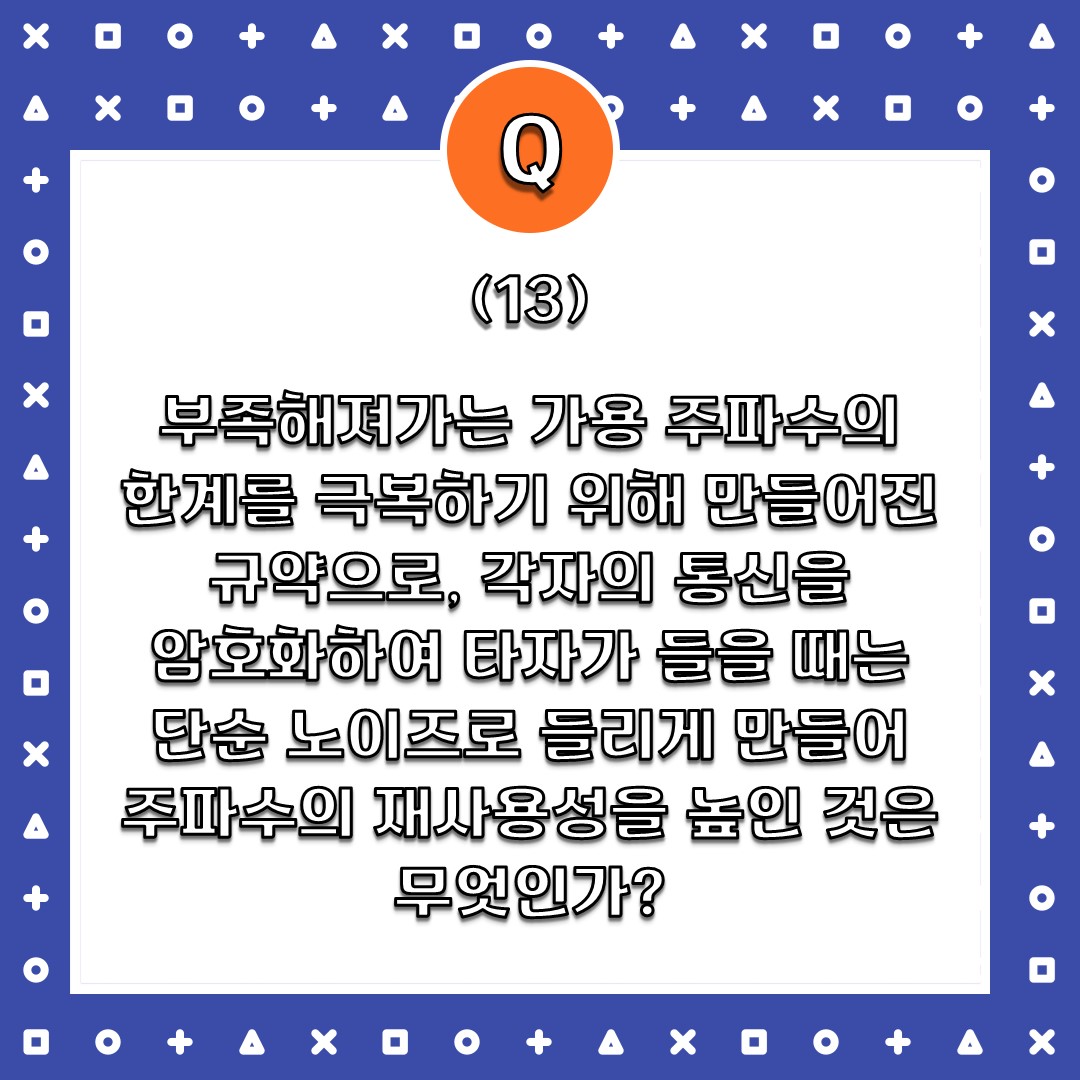 Q
(13)
부족해져가는 가용 주파수의
한계를 극복하기 위해 만들어진
규약으로, 각자의 통신을
암호화하여 타자가 들을 때는
단순 노이즈로 들리게 만들어
주파수의 재사용성을 높인 것은
무엇인가?